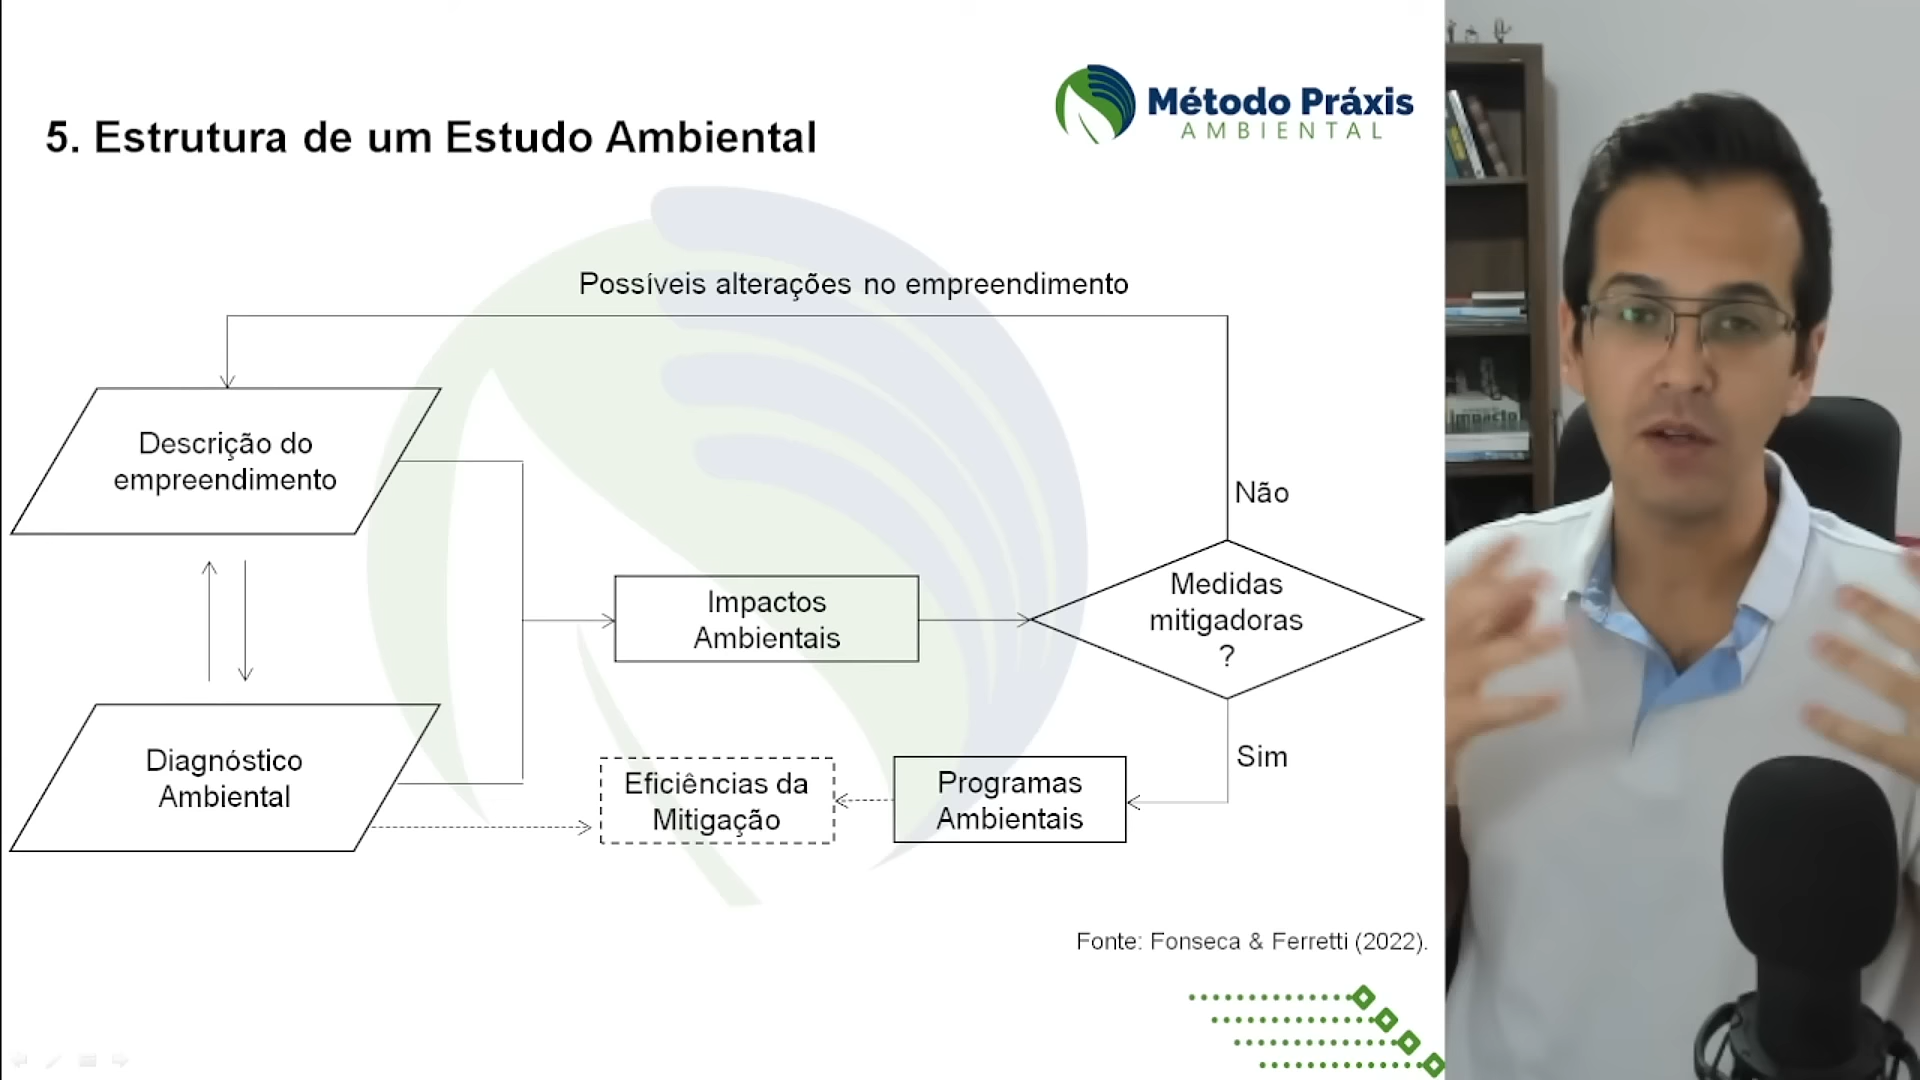 Método Práxis
AMBIENTAL
5. Estrutura de um Estudo Ambiental
Possíveis alterações no empreendimento
Descrição do
empreendimento
Não
Impactos
Ambientais
Medidas
mitigadoras
?
Sim
Diagnóstico
Ambiental
Eficiências da
Mitigação
Programas
Ambientais
Fonte: Fonseca & Ferretti (2022).